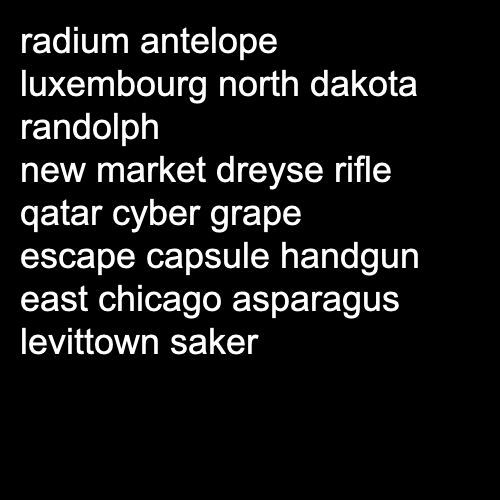 radium antelope
luxembourg north dakota
randolph
new market dreyse rifle
qatar cyber grape
escape capsule handgun
east chicago asparagus
levittown saker